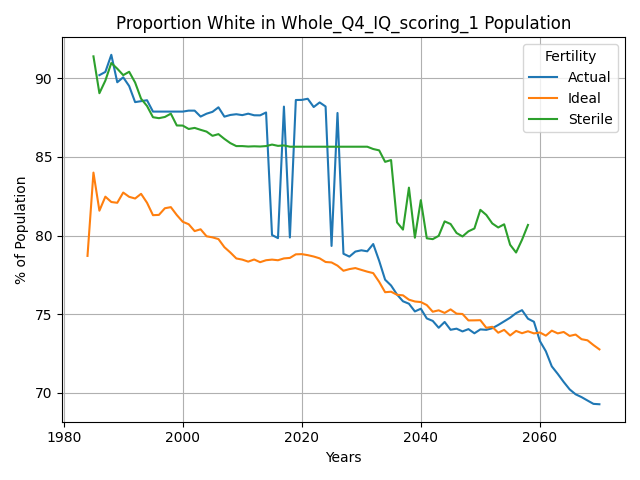 Proportion White in Whole_Q4_IQ_scoring_1 Population
Fertility
Actual
Ideal
Sterile
% of Population
90
85
80
75
70
1980
2000
2020
2040
2060
Years